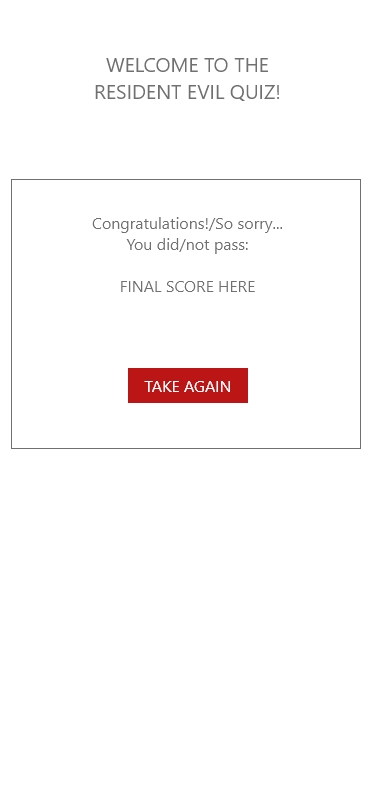 WELCOME TO THE
RESIDENT EVIL QUIZ!
Congratulations!/So sorry...
You did/not pass:
FINAL SCORE HERE
TAKE AGAIN